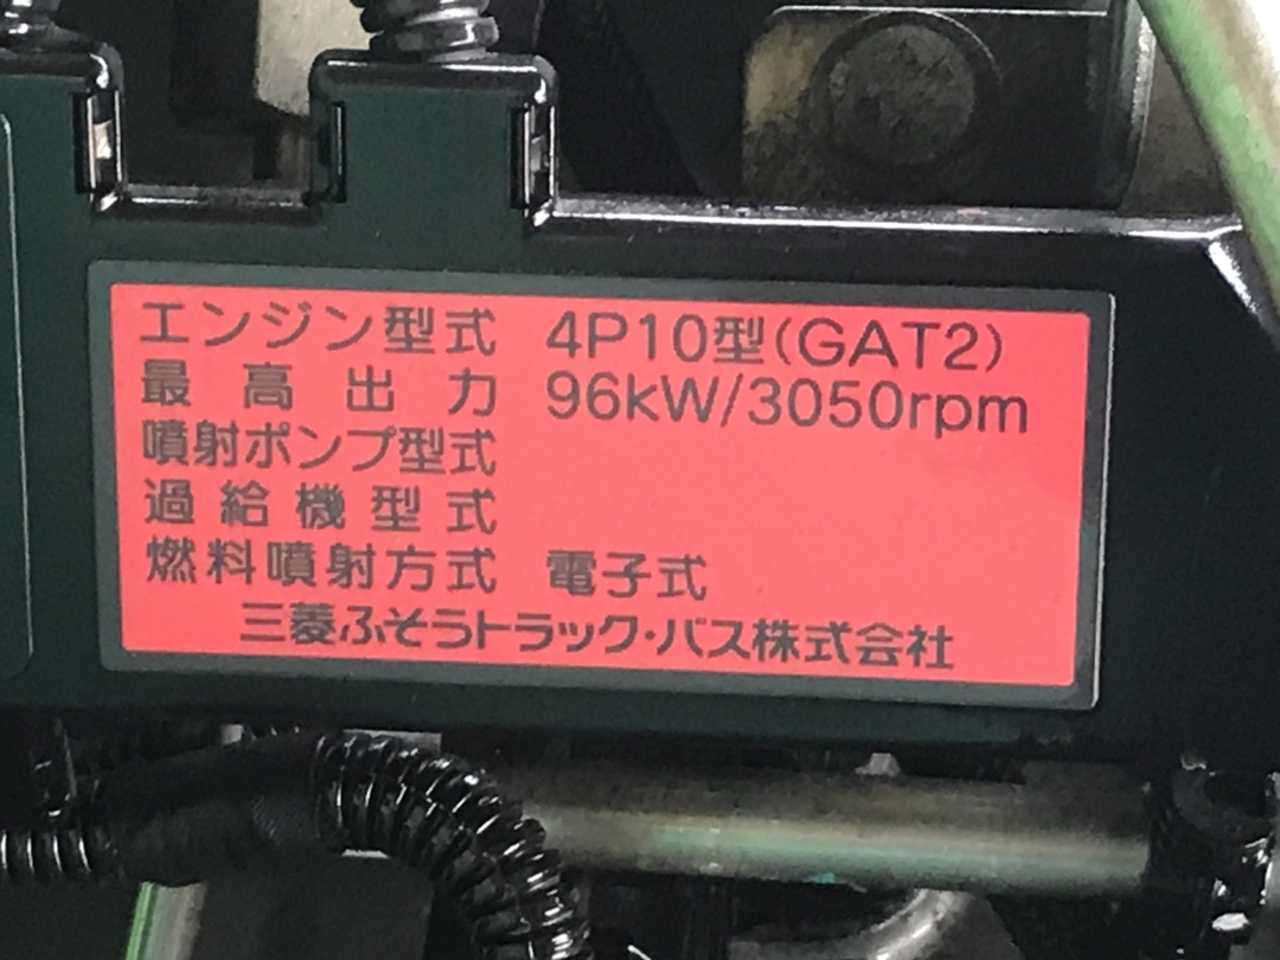 エンジン型式 4P10型(GAT2)
最高出力 96kW/3050rpm
噴射ポンプ型式
過給機型式
燃料噴射方式 電子式
三菱ふそうトラック・バス株式会社